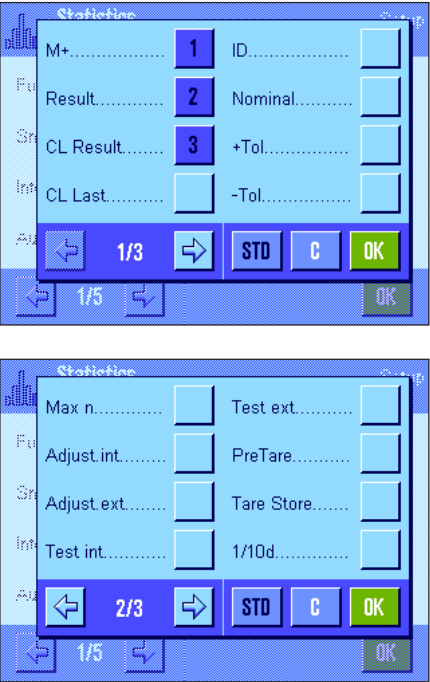 Statistics
M+............... 1 ID.................
Result............ 2 Nominal...........
CL Result........ 3 +Tol................
CL Last.......... -Tol.................
1/3 STD C OK
1/5 OK
Statistics
Max n............ Test ext..........
Adjust.int......... PreTare...........
Adjust.ext........ Tare Store.......
Test int........... 1/10d..............
2/3 STD C OK
1/5 OK